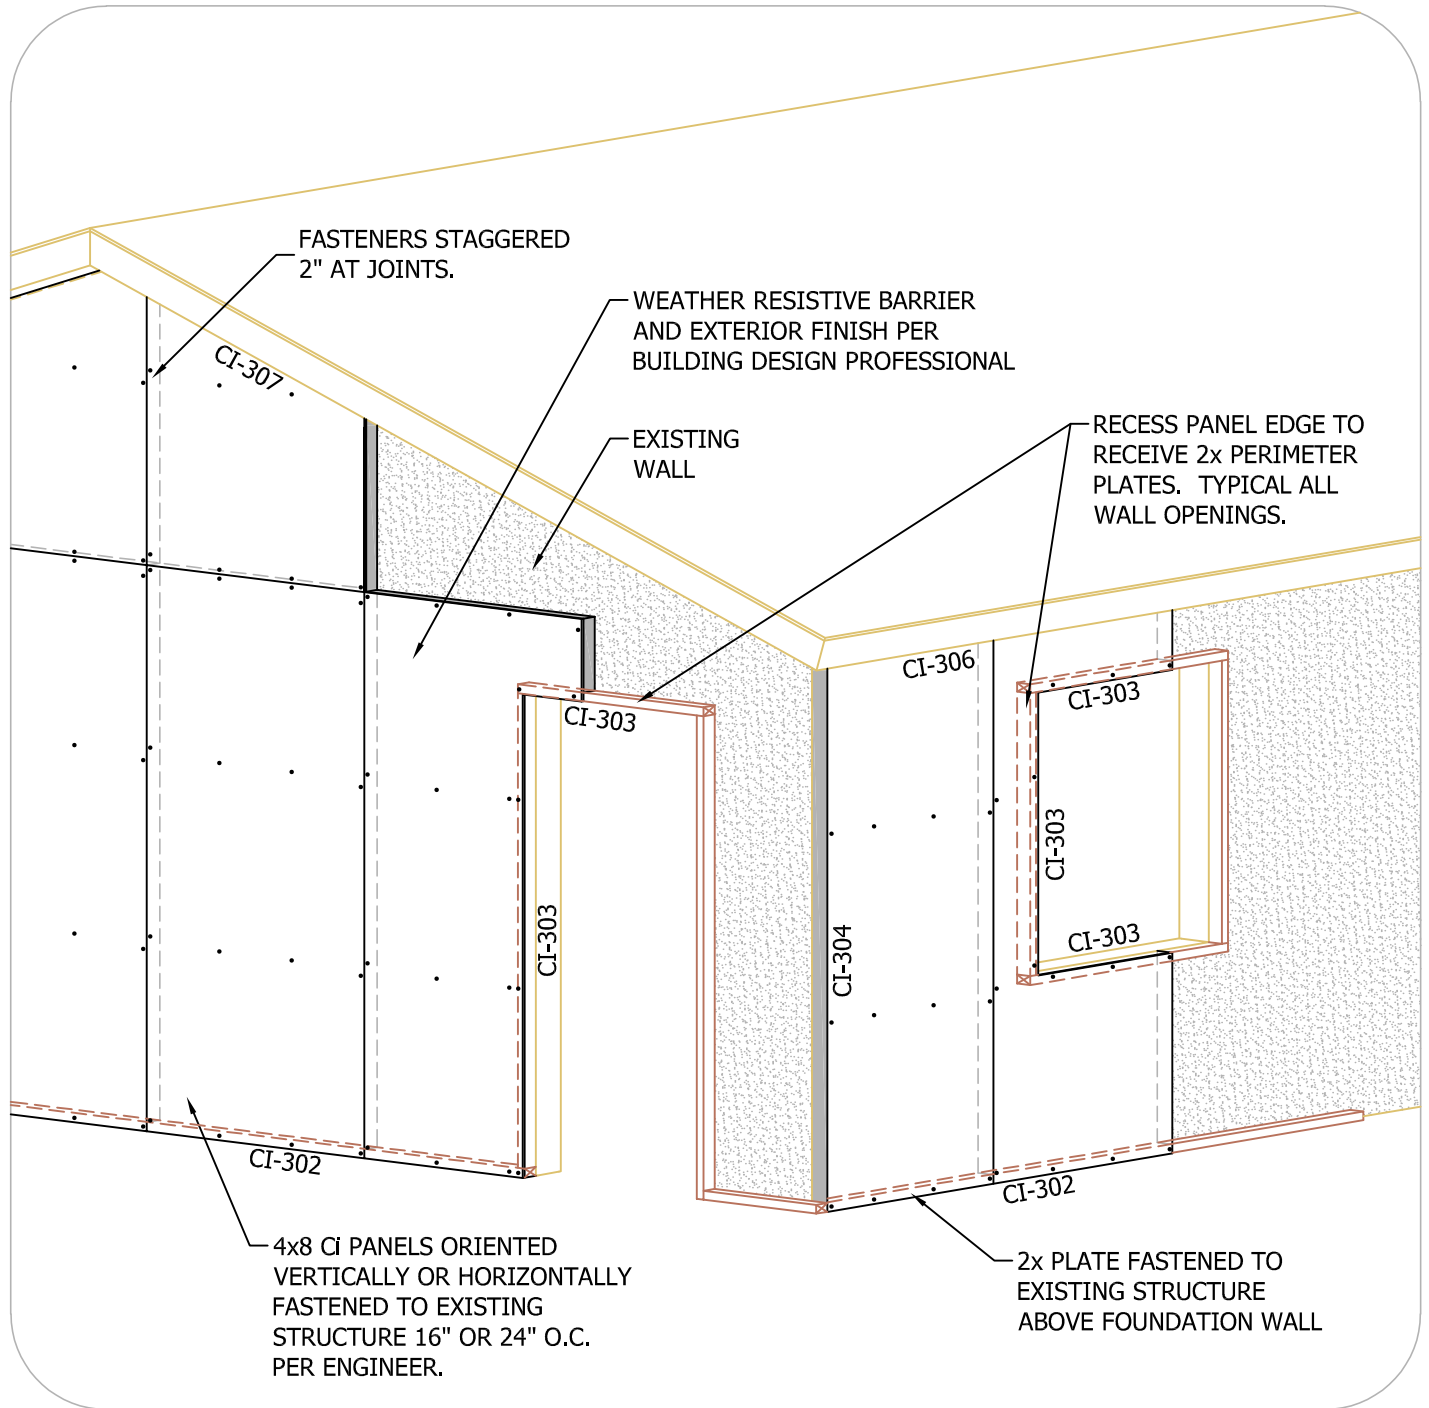 FASTENERS STAGGERED
2" AT JOINTS.
WEATHER RESISTIVE BARRIER
AND EXTERIOR FINISH PER
BUILDING DESIGN PROFESSIONAL
CI-307
EXISTING
WALL
RECESS PANEL EDGE TO
RECEIVE 2x PERIMETER
PLATES. TYPICAL ALL
WALL OPENINGS.
CI-306
CI-303
CI-303
CI-303
CI-303
CI-303
CI-304
CI-302
CI-302
4x8 Ci PANELS ORIENTED
VERTICALLY OR HORIZONTALLY
FASTENED TO EXISTING
STRUCTURE 16" OR 24" O.C.
PER ENGINEER.
2x PLATE FASTENED TO
EXISTING STRUCTURE
ABOVE FOUNDATION WALL